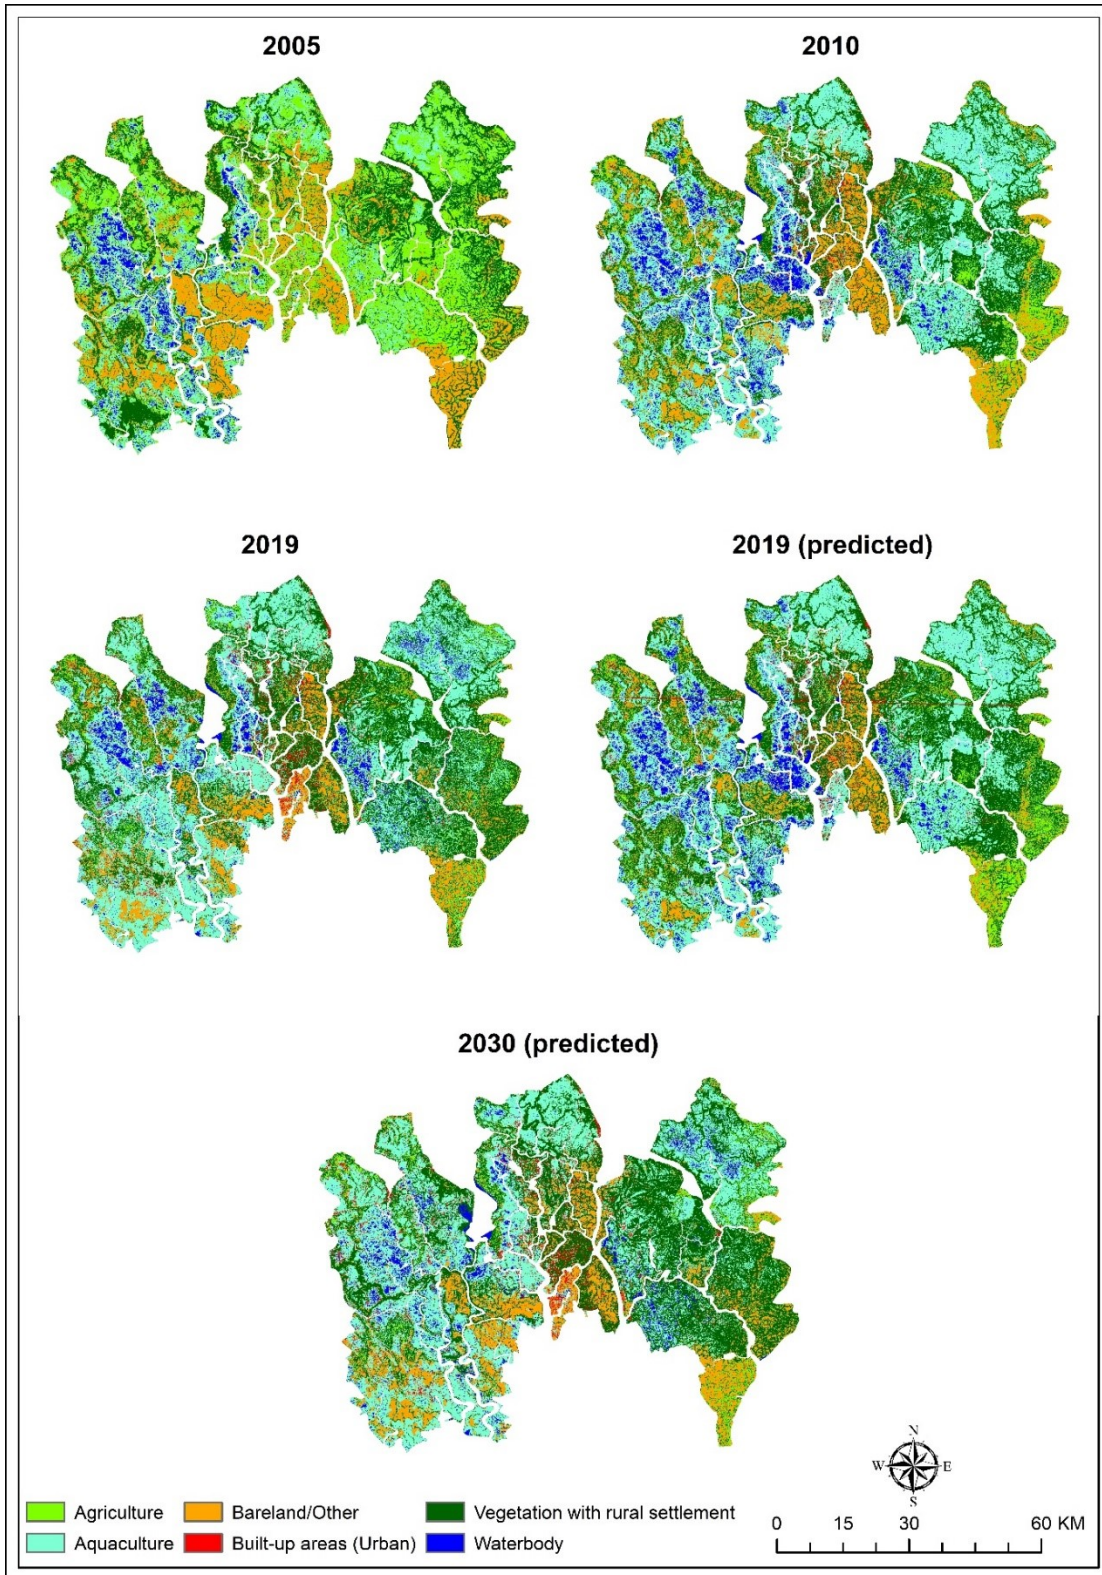 2005
2010
2019
2019 (predicted)
2030 (predicted)
N
W
E
S
Agriculture
Bareland/Other
Vegetation with rural settlement
Aquaculture
Built-up areas (Urban)
Waterbody
0 15 30 60 KM